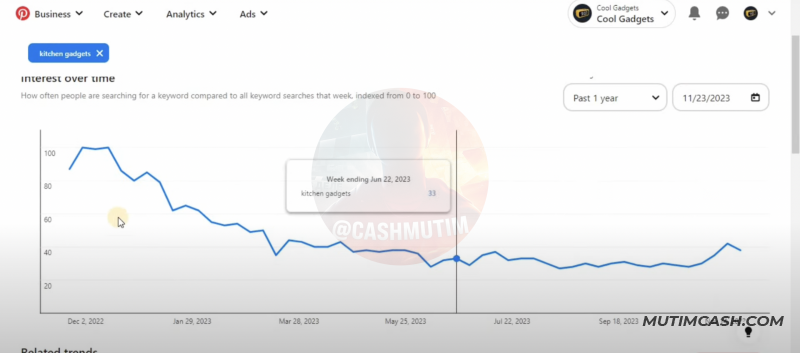 Business Create Analytics Ads
Cool Gadgets
Cool Gadgets
kitchen gadgets
Interest over time
How often people are searching for a keyword compared to all keyword searches that week, indexed from 0 to 100
Past 1 year
11/23/2023
100
80
60
40
20
Week ending Jun 22, 2023
kitchen gadgets 33
@CASHMUTIM
Dec 2, 2022 Jan 29, 2023 Mar 28, 2023 May 25, 2023 Jul 22, 2023 Sep 18, 2023
MUTIMCASH.COM
Related trends